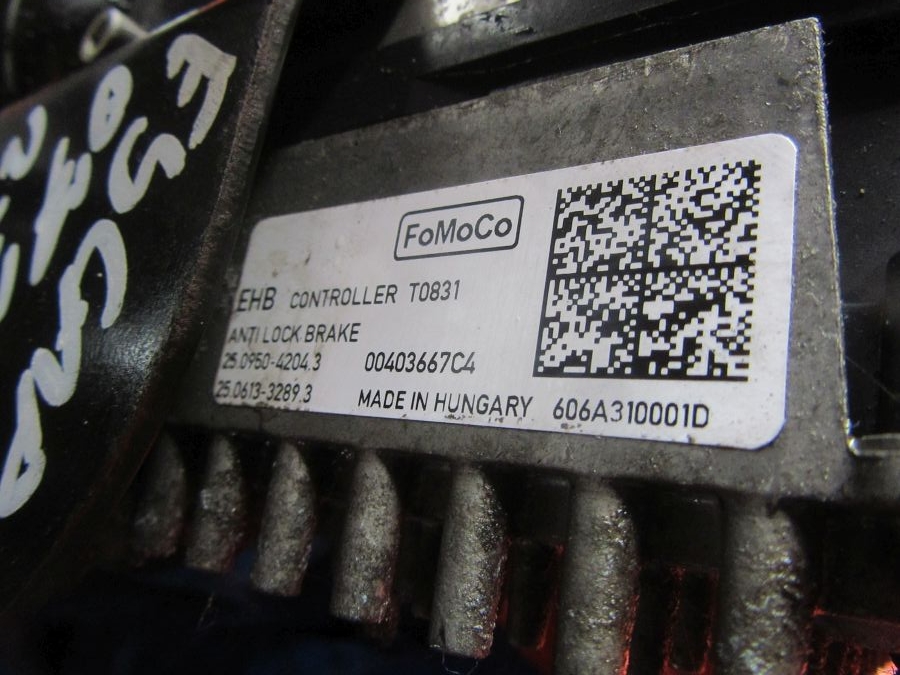 FoMoCo
EHB CONTROLLER T0831
ANTI LOCK BRAKE
25.0950-4204.3 00403667C4
25.0613-3289.3 MADE IN HUNGARY 606A310001D